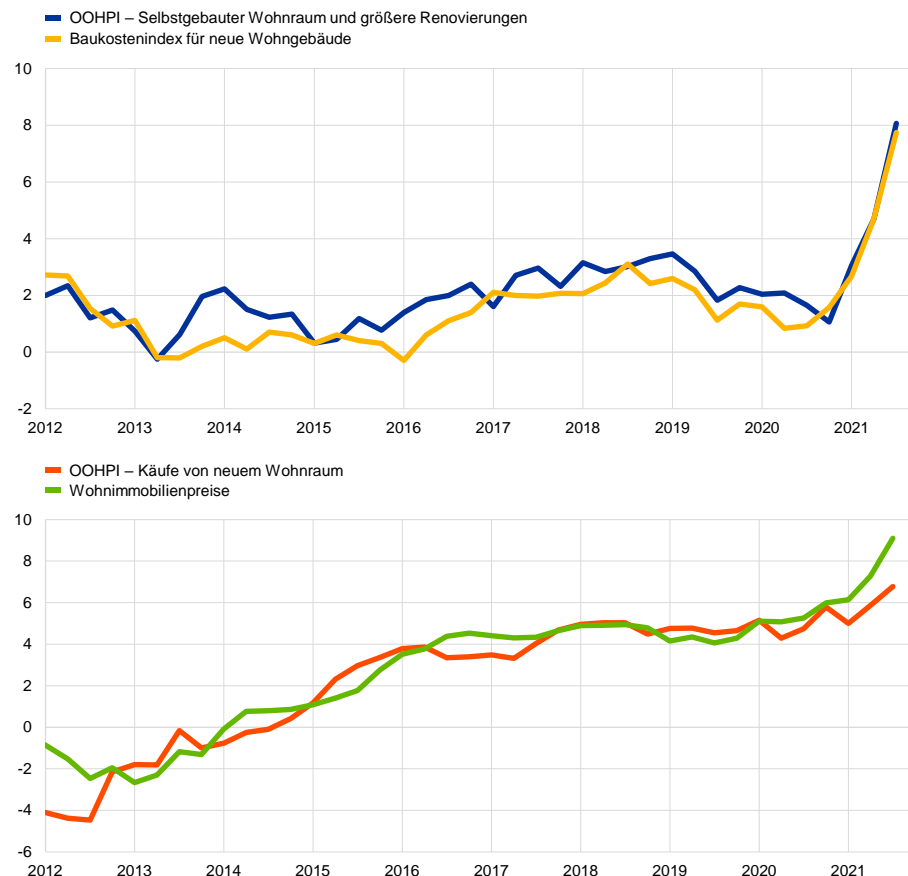 OOHPI – Selbstgebauter Wohnraum und größere Renovierungen
Baukostenindex für neue Wohngebäude
10
8
6
4
2
0
-2
2012 2013 2014 2015 2016 2017 2018 2019 2020 2021
OOHPI – Käufe von neuem Wohnraum
Wohnimmobilienpreise
10
8
6
4
2
0
-2
-4
-6
2012 2013 2014 2015 2016 2017 2018 2019 2020 2021